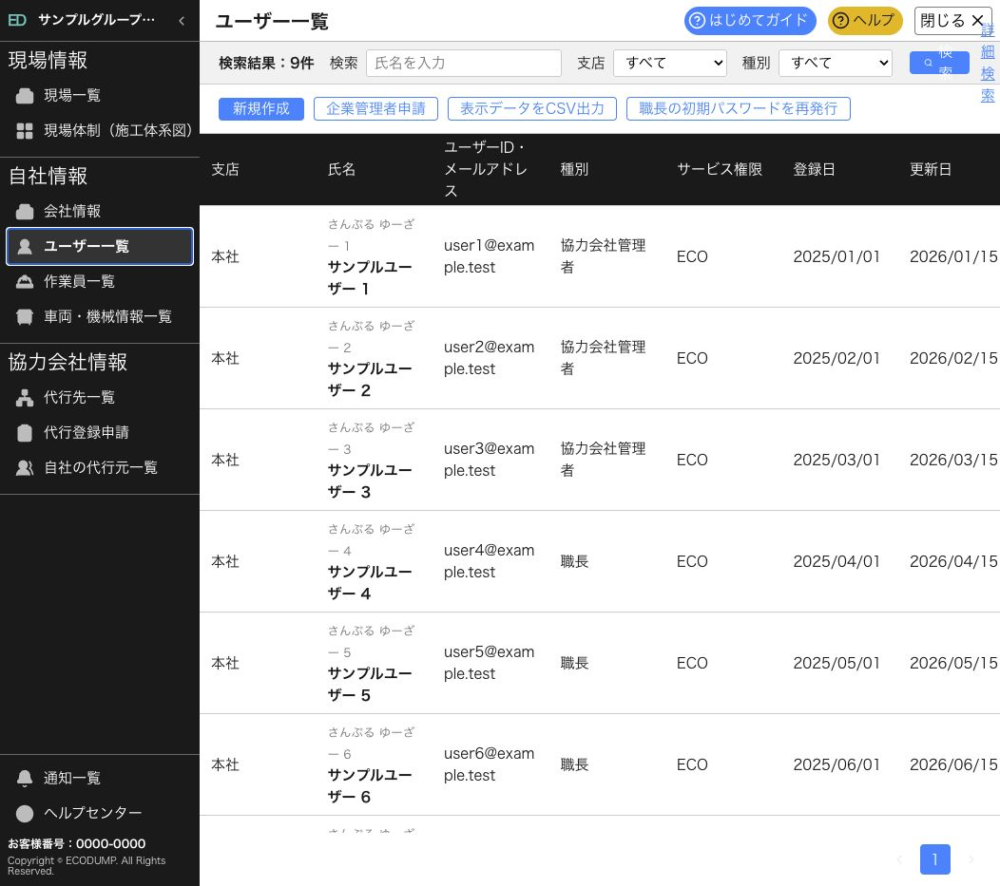 ED サンプルグループ…
現場情報
現場一覧
現場体制（施工体系図）
自社情報
会社情報
ユーザー一覧
作業員一覧
車両・機械情報一覧
協力会社情報
代行先一覧
代行登録申請
自社の代行元一覧
通知一覧
ヘルプセンター
お客様番号：0000-0000
Copyright © ECODUMP. All Rights
Reserved.
ユーザー一覧
はじめてガイド
ヘルプ
閉じる ×
検索結果：9件 検索 氏名を入力 支店 すべて 種別 すべて
検
索
詳
細
検
索
新規作成 企業管理者申請 表示データをCSV出力 職長の初期パスワードを再発行
支店 氏名
ユーザーID・
メールアドレ
ス
種別 サービス権限 登録日 更新日
本社
さんぷる ゆーざ
ー 1
サンプルユー
ザー 1
user1@exam
ple.test
協力会社管理
者
ECO 2025/01/01 2026/01/15
本社
さんぷる ゆーざ
ー 2
サンプルユー
ザー 2
user2@exam
ple.test
協力会社管理
者
ECO 2025/02/01 2026/02/15
本社
さんぷる ゆーざ
ー 3
サンプルユー
ザー 3
user3@exam
ple.test
協力会社管理
者
ECO 2025/03/01 2026/03/15
本社
さんぷる ゆーざ
ー 4
サンプルユー
ザー 4
user4@exam
ple.test
職長
ECO 2025/04/01 2026/04/15
本社
さんぷる ゆーざ
ー 5
サンプルユー
ザー 5
user5@exam
ple.test
職長
ECO 2025/05/01 2026/05/15
本社
さんぷる ゆーざ
ー 6
サンプルユー
ザー 6
user6@exam
ple.test
職長
ECO 2025/06/01 2026/06/15
1